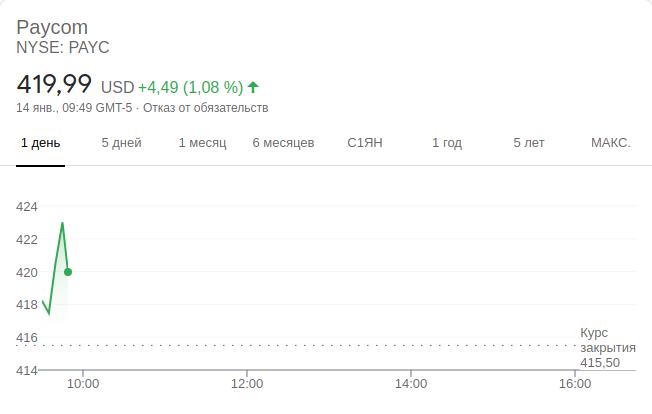 Paycom
NYSE: PAYC
419,99 USD +4,49 (1,08 %)
14 янв., 09:49 GMT-5 · Отказ от обязательств
1 день 5 дней 1 месяц 6 месяцев С1ЯН 1 год 5 лет МАКС.
424
422
420
418
416
Курс
закрытия
415,50
414
10:00 12:00 14:00 16:00